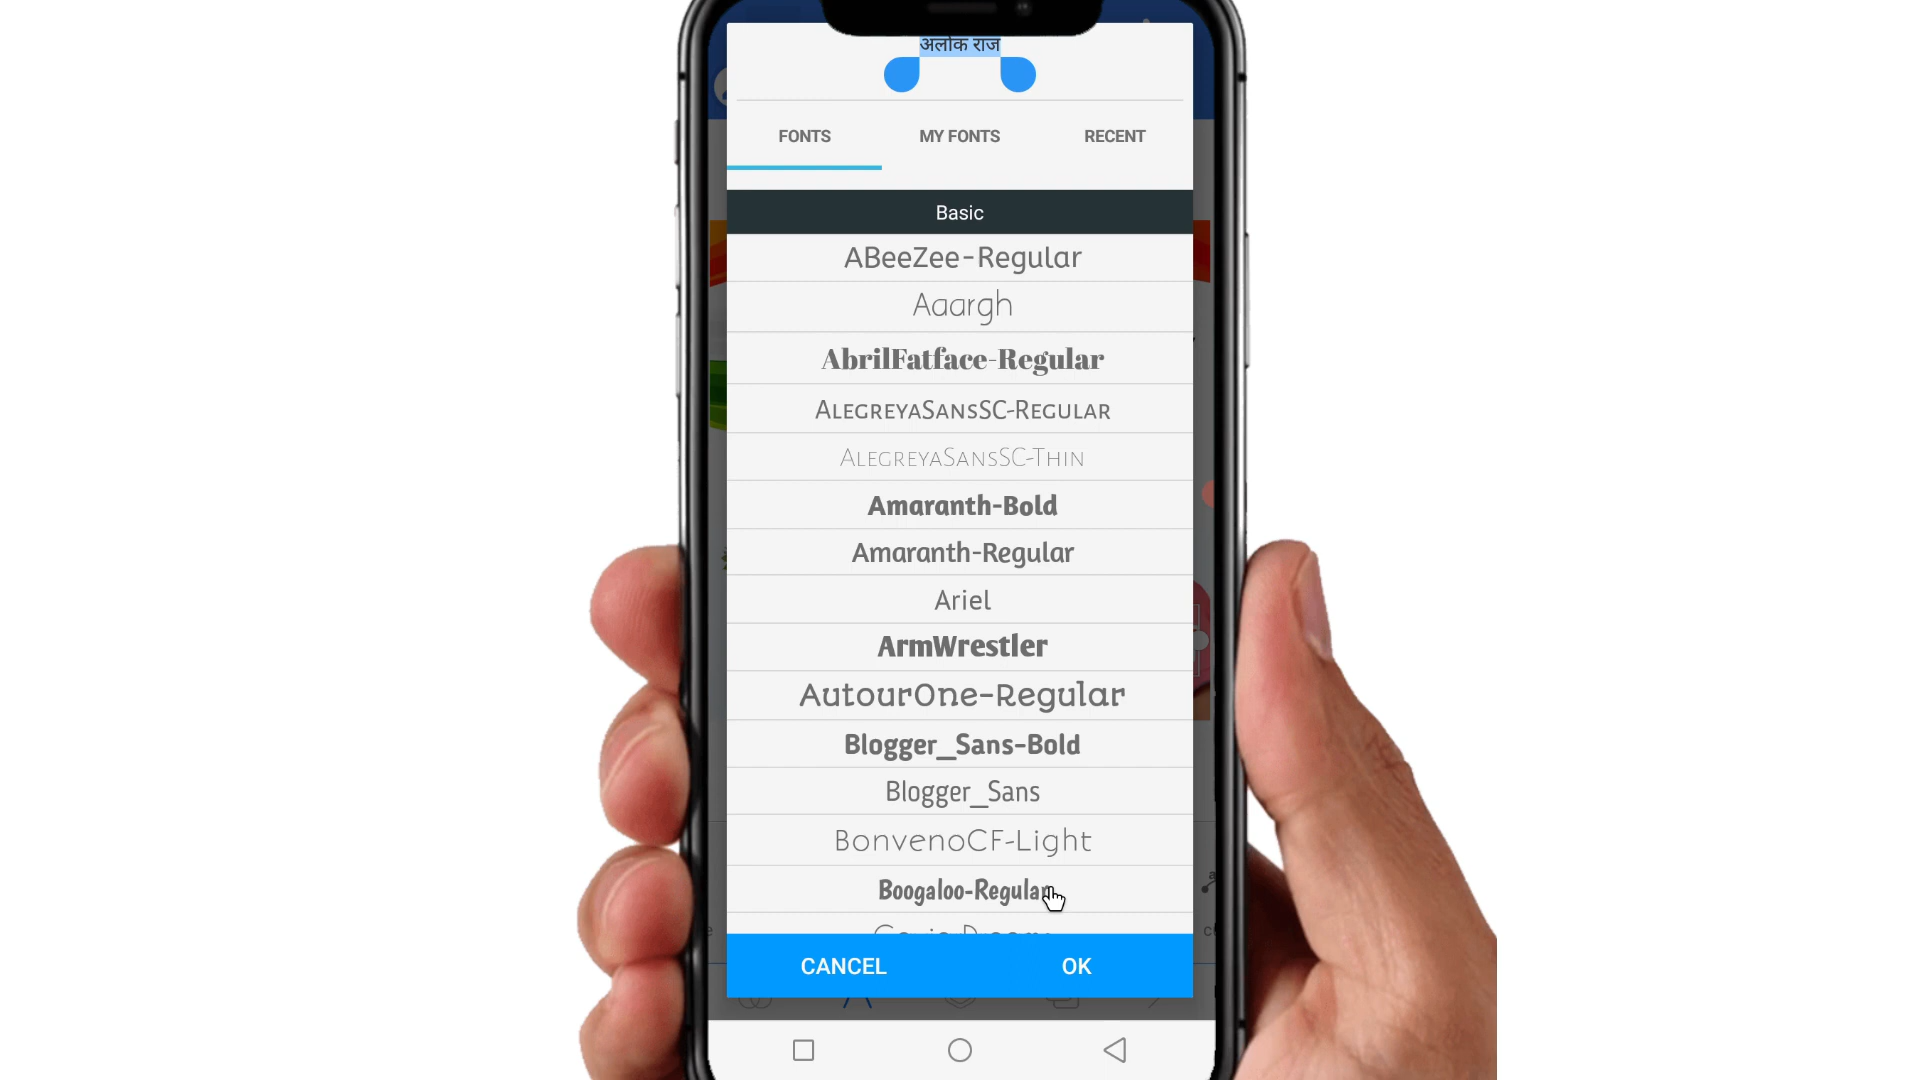 अलोक राज
FONTS
MY FONTS
RECENT
Basic
ABeeZee-Regular
Aaargh
AbrilFatface-Regular
AlegreyaSansSC-Regular
AlegreyaSansSC-Thin
Amaranth-Bold
Amaranth-Regular
Ariel
ArmWrestler
AutourOne-Regular
Blogger_Sans-Bold
Blogger_Sans
BonvenoCF-Light
Boogaloo-Regular
CANCEL
OK